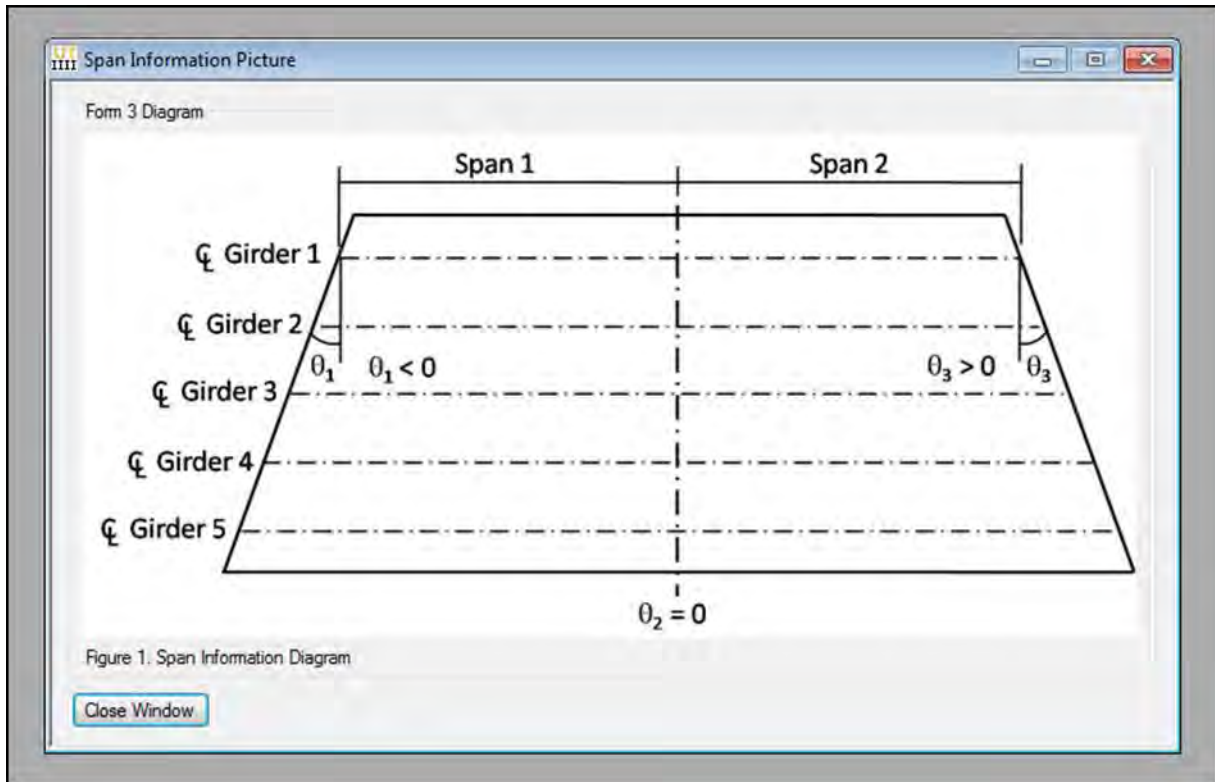 Span Information Picture
Form 3 Diagram
Span 1 Span 2
℄ Girder 1
℄ Girder 2
θ₁ θ₁ < 0 θ₃ > 0 θ₃
℄ Girder 3
℄ Girder 4
℄ Girder 5
θ₂ = 0
Figure 1. Span Information Diagram
Close Window